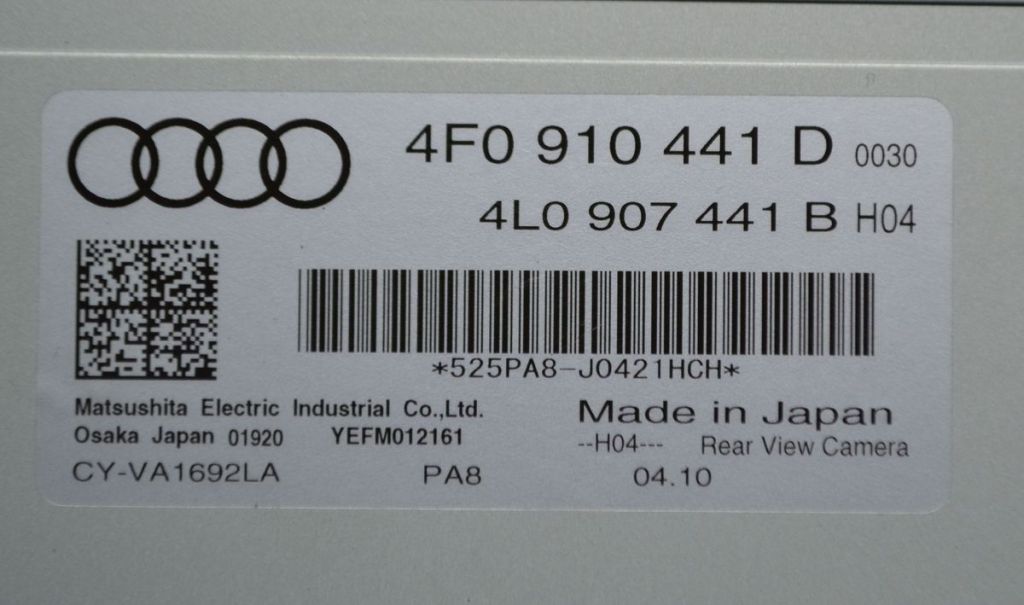 4F0 910 441 D 0030
4L0 907 441 B H04
*525PA8-J0421HCH*
Matsushita Electric Industrial Co.,Ltd.
Made in Japan
Osaka Japan 01920 YEFM012161
--H04--- Rear View Camera
CY-VA1692LA PA8 04.10